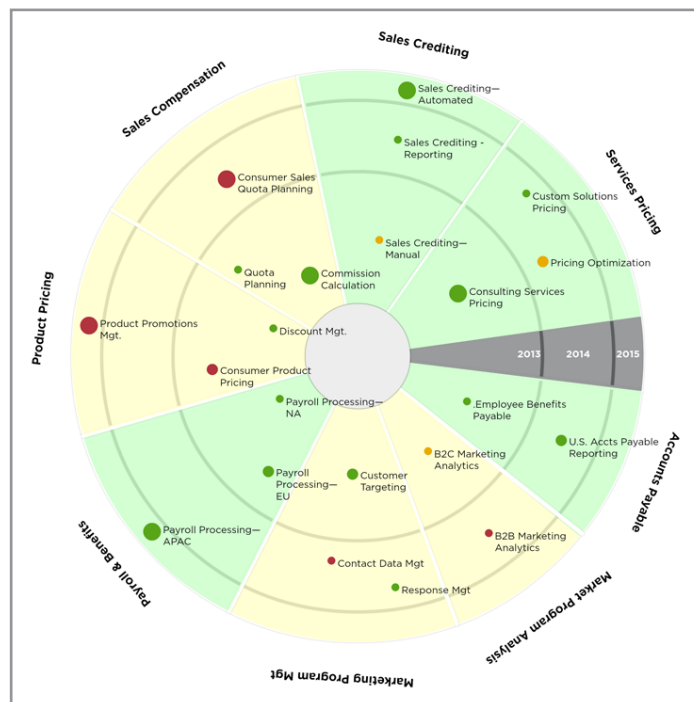 Sales Crediting
Sales Compensation
Sales Crediting—
Automated
Sales Crediting -
Reporting
Services Pricing
Consumer Sales
Quota Planning
Custom Solutions
Pricing
Sales Crediting—
Manual
Pricing Optimization
Quota
Planning
Commission
Calculation
Consulting Services
Pricing
Product Pricing
Product Promotions
Mgt.
Discount Mgt.
2013
2014
2015
Consumer Product
Pricing
Payroll Processing—
NA
.Employee Benefits
Payable
U.S. Accts Payable
Reporting
Accounts Payable
B2C Marketing
Analytics
Payroll
Processing—
EU
Customer
Targeting
Payroll Processing—
APAC
B2B Marketing
Analytics
Payroll & Benefits
Contact Data Mgt
Response Mgt
Market Program Analysis
Marketing Program Mgt